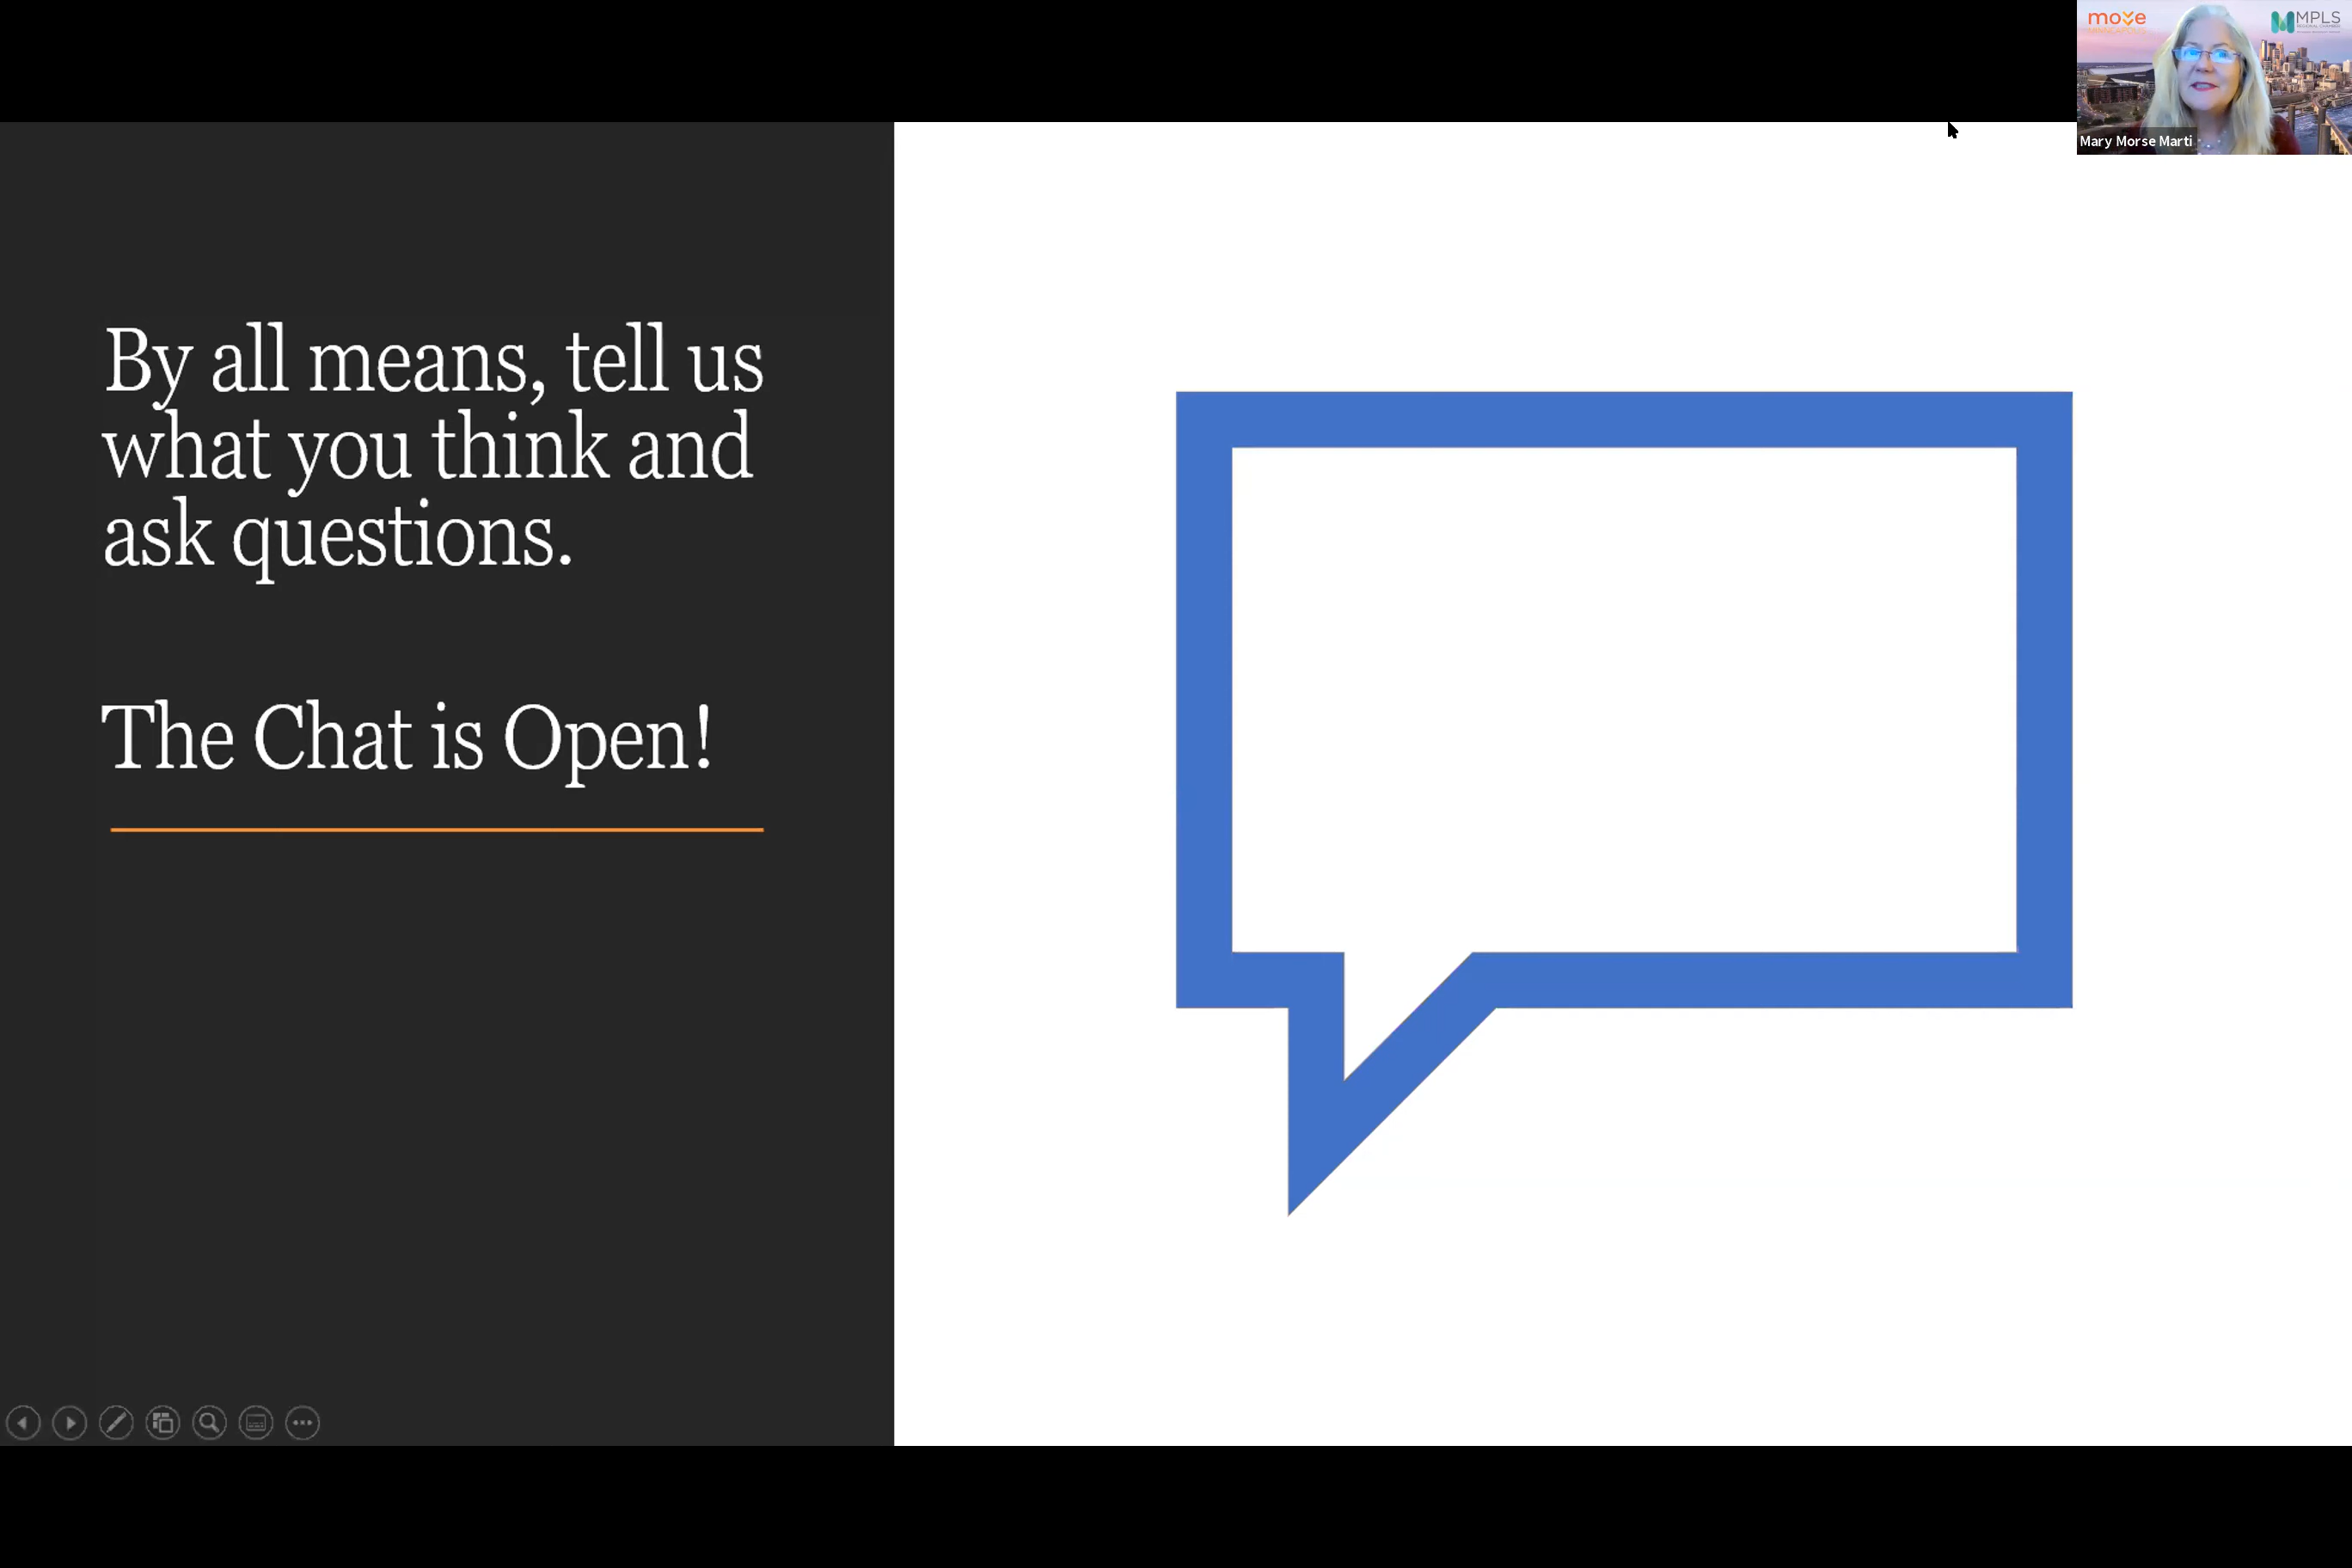 move
MPLS
Mary Morse Marti
By all means, tell us
what you think and
ask questions.
The Chat is Open!